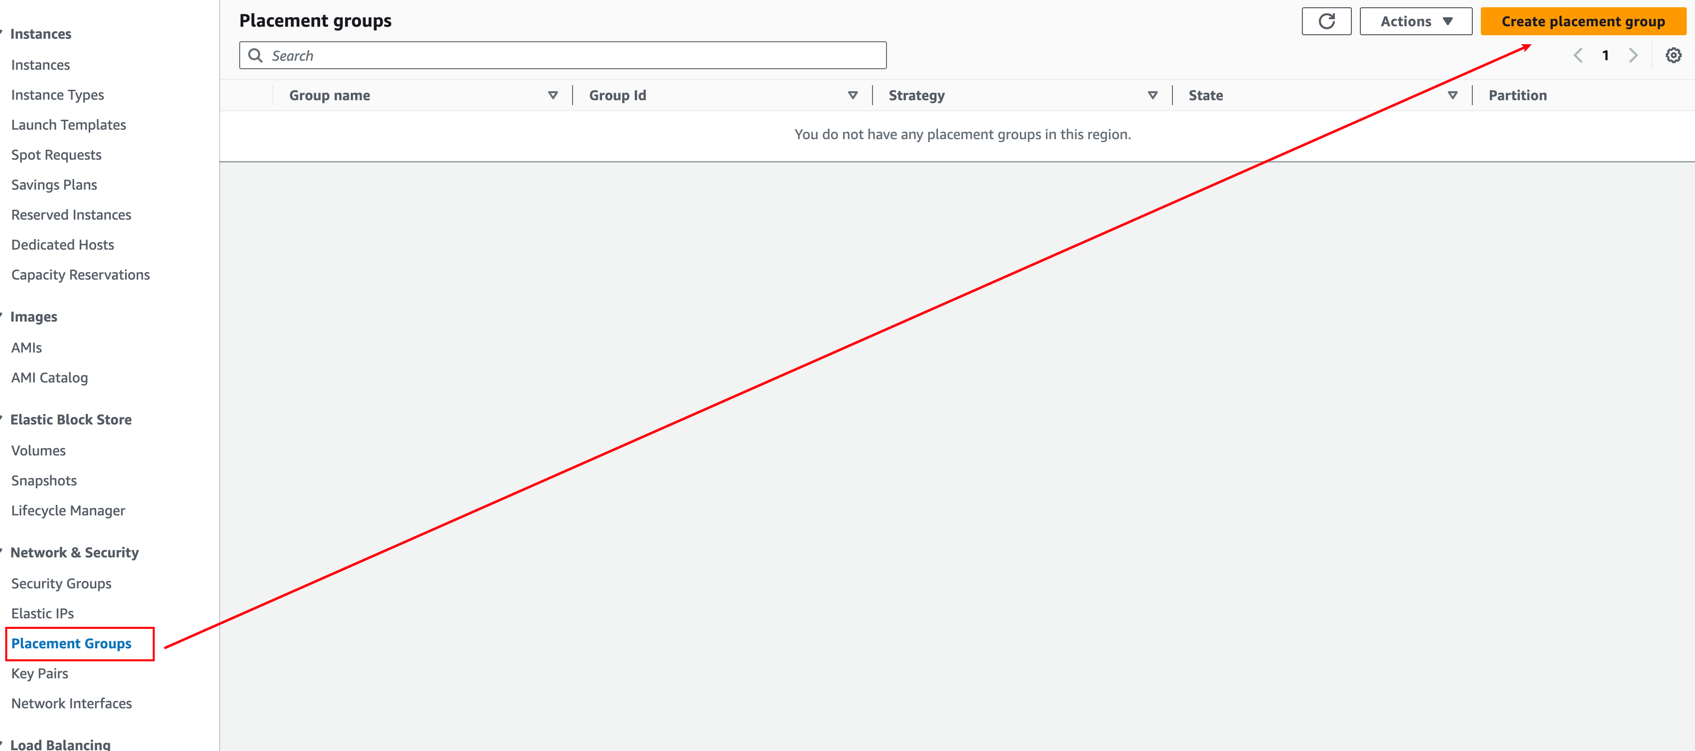 Instances
Instances
Instance Types
Launch Templates
Spot Requests
Savings Plans
Reserved Instances
Dedicated Hosts
Capacity Reservations
Images
AMIs
AMI Catalog
Elastic Block Store
Volumes
Snapshots
Lifecycle Manager
Network & Security
Security Groups
Elastic IPs
Placement Groups
Key Pairs
Network Interfaces
Load Balancing
Placement groups
Actions
Create placement group
Search
1
Group name
Group Id
Strategy
State
Partition
You do not have any placement groups in this region.